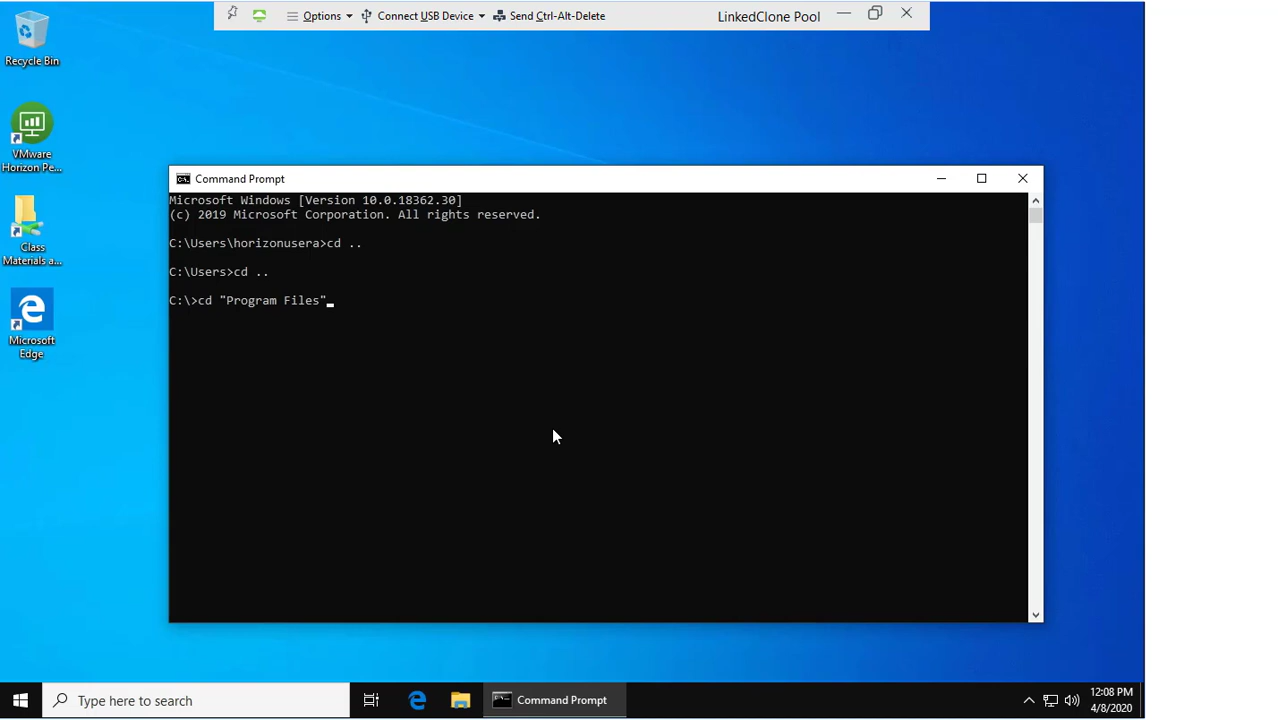 Options
Connect USB Device
Send Ctrl-Alt-Delete
LinkedClone Pool
Recycle Bin
VMware
Horizon Pe...
Class
Materials a...
Microsoft
Edge
Command Prompt
Microsoft Windows [Version 10.0.18362.30]
(c) 2019 Microsoft Corporation. All rights reserved.
C:\Users\horizonusera>cd ..
C:\Users>cd ..
C:\>cd "Program Files"
Type here to search
Command Prompt
12:08 PM
4/8/2020